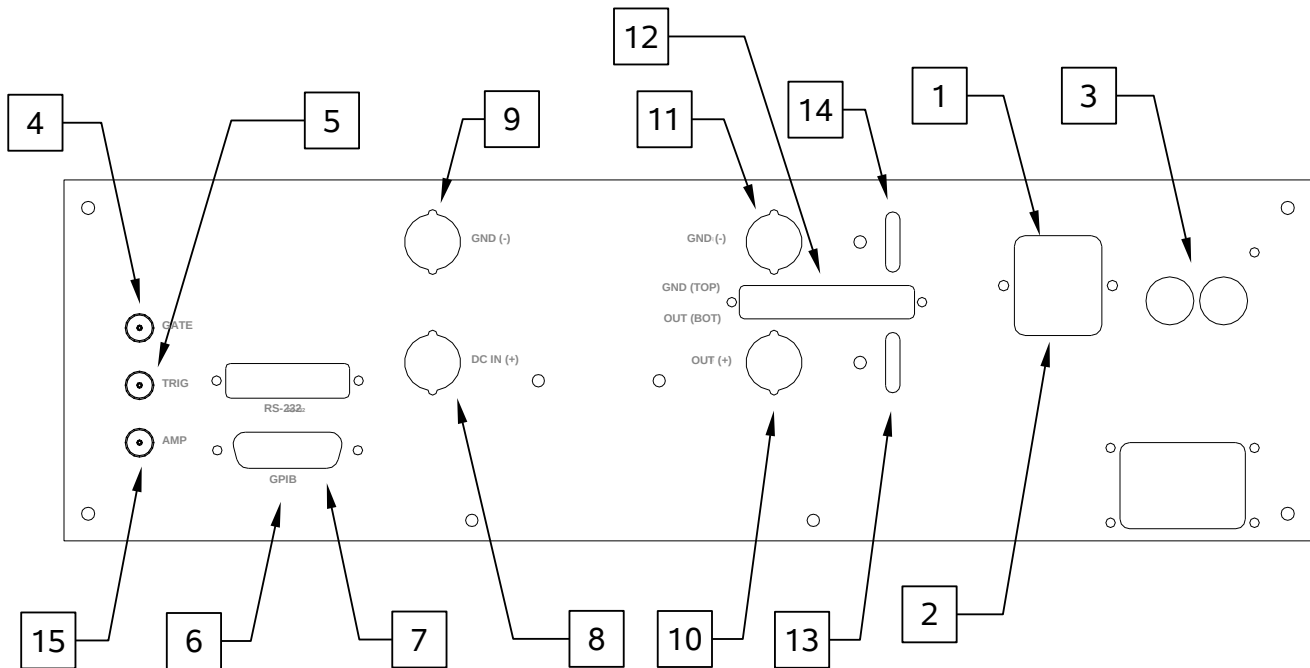 12
1
3
4
5
9
11
14
GND (-)
GND (-)
GND (TOP)
OUT (BOT)
GATE
DC IN (+)
OUT (+)
TRIG
RS-232
AMP
GPIB
15
6
7
8
10
13
2